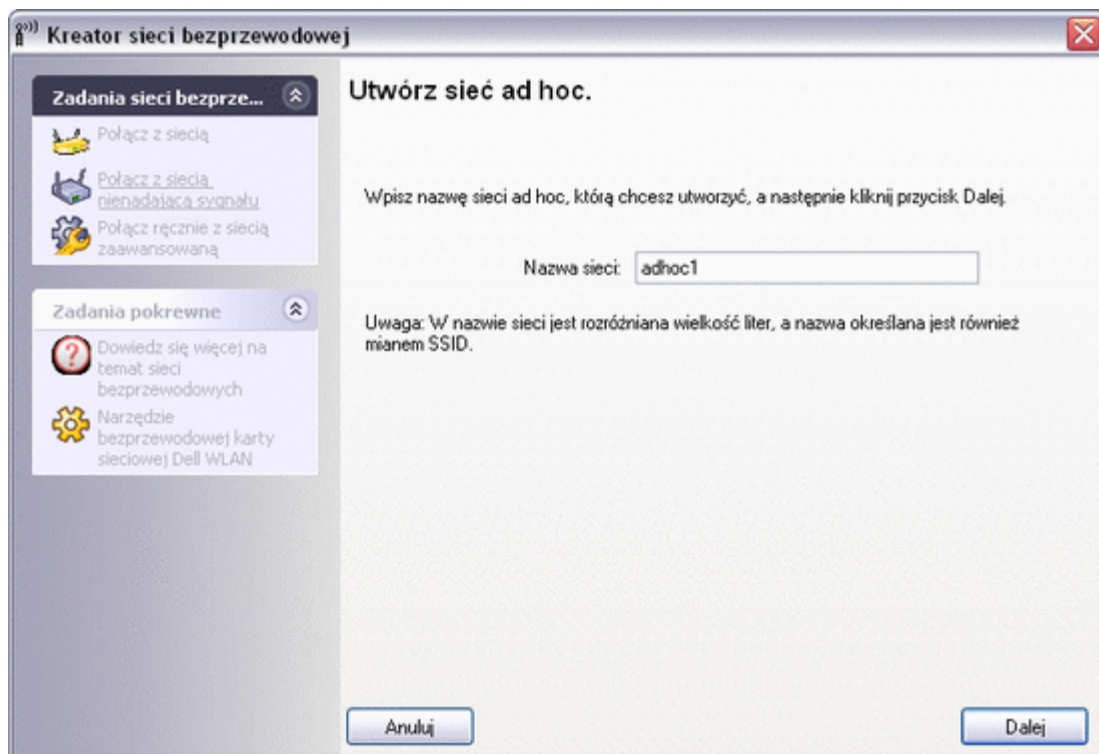 Kreator sieci bezprzewodowej
Zadania sieci bezprze...
Połącz z siecią
Połącz z siecią
nienadającą sygnału
Połącz ręcznie z siecią
zaawansowaną
Zadania pokrewne
Dowiedz się więcej na
temat sieci
bezprzewodowych
Narzędzie
bezprzewodowej karty
sieciowej Dell WLAN
Utwórz sieć ad hoc.
Wpisz nazwę sieci ad hoc, którą chcesz utworzyć, a następnie kliknij przycisk Dalej.
Nazwa sieci: adhoc1
Uwaga: W nazwie sieci jest rozróżniana wielkość liter, a nazwa określana jest również
mianem SSID.
Anuluj
Dalej